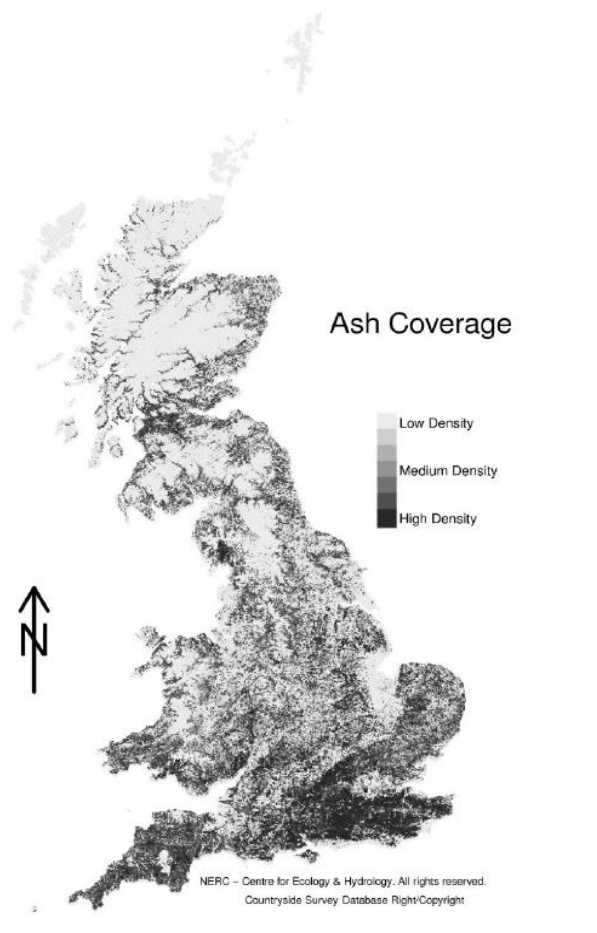 Ash Coverage
Low Density
Medium Density
High Density
N
NERC – Centre for Ecology & Hydrology. All rights reserved.
Countryside Survey Database Right/Copyright